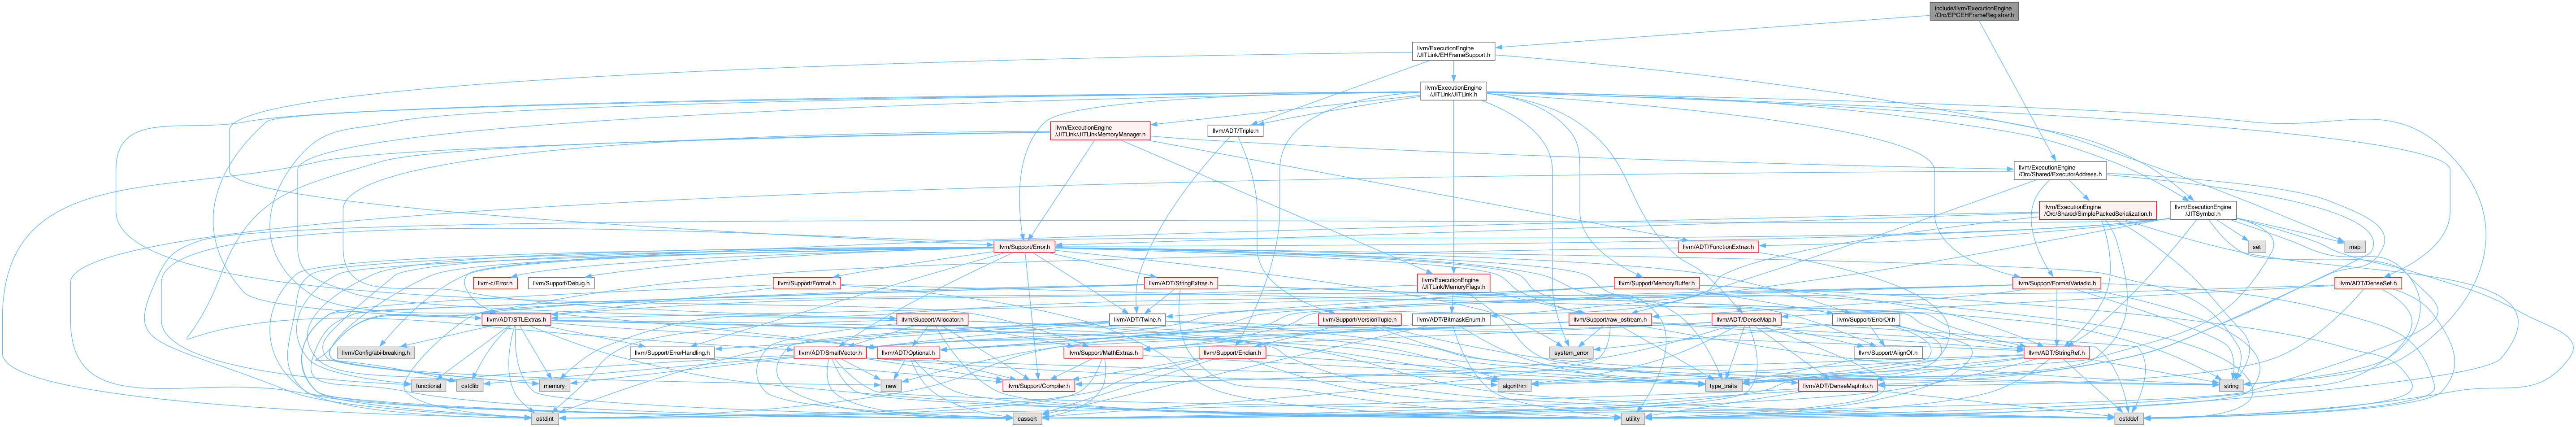 include/llvm/ExecutionEngine
/Orc/EPCEHFrameRegistrar.h
llvm/ExecutionEngine
/JITLink/EHFrameSupport.h
llvm/ExecutionEngine
/JITLink/JITLink.h
llvm/ExecutionEngine
/JITLink/JITLinkMemoryManager.h
llvm/ADT/Triple.h
llvm/ExecutionEngine
/Orc/Shared/ExecutorAddress.h
llvm/ExecutionEngine
/Orc/Shared/SimplePackedSerialization.h
llvm/ExecutionEngine
/JITSymbol.h
llvm/Support/Error.h
llvm/ADT/FunctionExtras.h
set
map
llvm-c/Error.h
llvm/Support/Debug.h
llvm/Support/Format.h
llvm/ADT/StringExtras.h
llvm/ExecutionEngine
/JITLink/MemoryFlags.h
llvm/Support/MemoryBuffer.h
llvm/Support/FormatVariadic.h
llvm/ADT/DenseSet.h
llvm/ADT/STLExtras.h
llvm/Support/Allocator.h
llvm/ADT/Twine.h
llvm/Support/VersionTuple.h
llvm/ADT/BitmaskEnum.h
llvm/Support/raw_ostream.h
llvm/ADT/DenseMap.h
llvm/Support/ErrorOr.h
llvm/Config/abi-breaking.h
llvm/Support/ErrorHandling.h
llvm/ADT/SmallVector.h
llvm/ADT/Optional.h
llvm/Support/MathExtras.h
llvm/Support/Endian.h
system_error
llvm/Support/AlignOf.h
llvm/ADT/StringRef.h
functional
cstdlib
memory
new
llvm/Support/Compiler.h
algorithm
type_traits
llvm/ADT/DenseMapInfo.h
string
cstdint
cassert
utility
cstddef